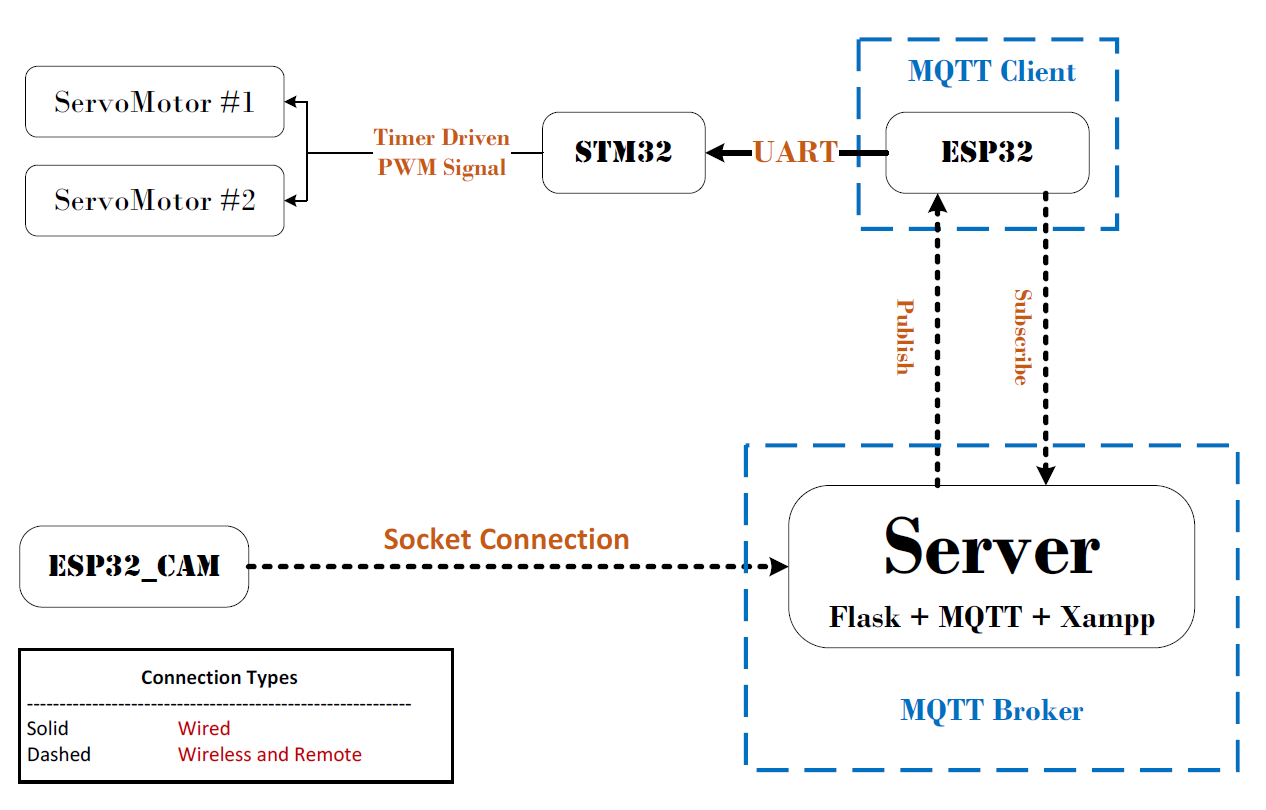 MQTT Client
ServoMotor #1
ServoMotor #2
Timer Driven
PWM Signal
STM32
UART
ESP32
Publish
Subscribe
ESP32_CAM
Socket Connection
Server
Flask + MQTT + Xampp
MQTT Broker
Connection Types
-----------------------------------------------------------
Solid Wired
Dashed Wireless and Remote